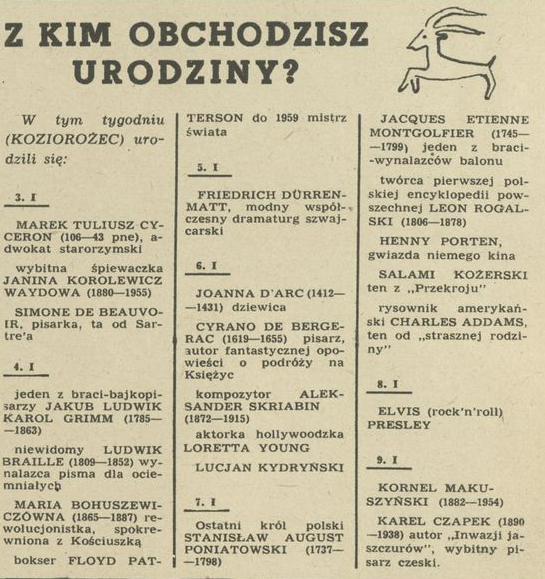 Z KIM OBCHODZISZ
URODZINY?
W tym tygodniu
(KOZIOROŻEC) uro-
dzili się:
3. I
MAREK TULIUSZ CY-
CERON (106—43 pne), a-
dwokat starorzymski
wybitna śpiewaczka
JANINA KOROLEWICZ
WAYDOWA (1880—1955)
SIMONE DE BEAUVO-
IR, pisarka, ta od Sar-
tre'a
4. I
jeden z braci-bajkopi-
sarzy JAKUB LUDWIK
KAROL GRIMM (1785—
—1863)
niewidomy LUDWIK
BRAILLE (1809—1852) wy-
nalazca pisma dla ocie-
mniałych
MARIA BOHUSZEWI-
CZÓWNA (1865—1887) re-
wolucjonistka, spokre-
wniona z Kościuszką
bokser FLOYD PAT-
TERSON do 1959 mistrz
świata
5. I
FRIEDRICH DÜRREN-
MATT, modny współ-
czesny dramaturg szwaj-
carski
6. I
JOANNA D'ARC (1412—
—1431) dziewica
CYRANO DE BERGE-
RAC (1619—1655) pisarz,
autor fantastycznej opo-
wieści o podróży na
Księżyc
kompozytor ALEK-
SANDER SKRIABIN
(1872—1915)
aktorka hollywoodzka
LORETTA YOUNG
LUCJAN KYDRYŃSKI
7. I
Ostatni król polski
STANISŁAW AUGUST
PONIATOWSKI (1737—
—1798)
JACQUES ETIENNE
MONTGOLFIER (1745—
—1799) jeden z braci-
-wynalazców balonu
twórca pierwszej pol-
skiej encyklopedii pow-
szechnej LEON ROGAL-
SKI (1806—1878)
HENNY PORTEN,
gwiazda niemego kina
SALAMI KOŻERSKI
ten z „Przekroju"
rysownik amerykań-
ski CHARLES ADDAMS,
ten od „strasznej rodzi-
ny"
8. I
ELVIS (rock'n'roll)
PRESLEY
9. I
KORNEL MAKU-
SZYŃSKI (1882—1954)
KAREL CZAPEK (1890
—1938) autor „Inwazji ja-
szczurów", wybitny pi-
sarz czeski.